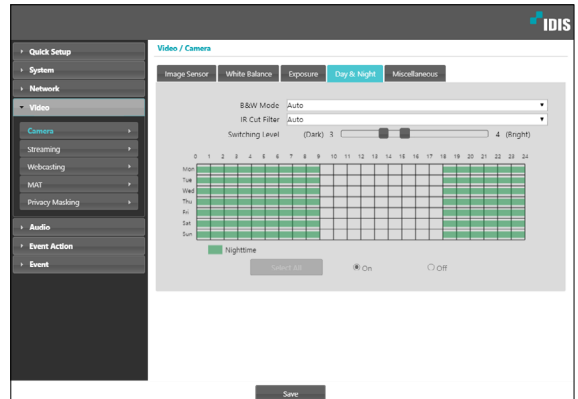 IDIS
Quick Setup
System
Network
Video
Camera
Streaming
Webcasting
MAT
Privacy Masking
Audio
Event Action
Event
Video / Camera
Image Sensor White Balance Exposure Day & Night Miscellaneous
B&W Mode Auto
IR Cut Filter Auto
Switching Level (Dark) 3 4 (Bright)
0 1 2 3 4 5 6 7 8 9 10 11 12 13 14 15 16 17 18 19 20 21 22 23 24
Mon
Tue
Wed
Thu
Fri
Sat
Sun
Nighttime
Select All On Off
Save